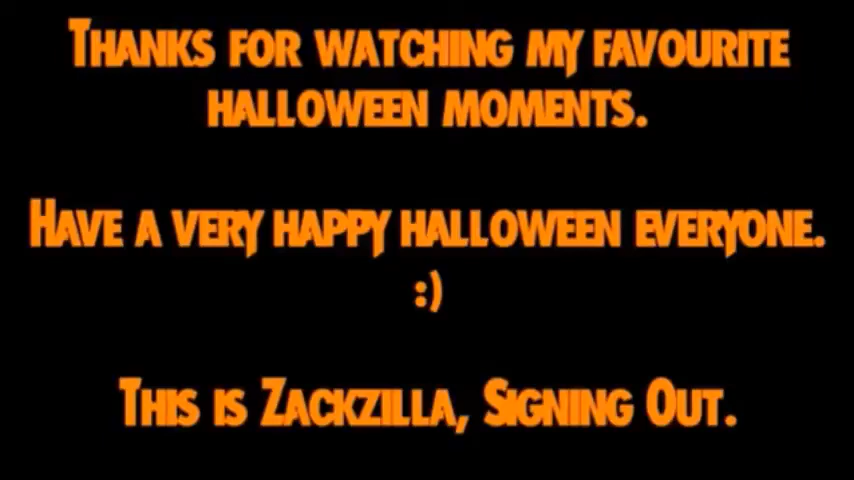 Thanks for watching my favourite
halloween moments.
Have a very happy halloween everyone.
:)
This is Zackzilla, Signing Out.